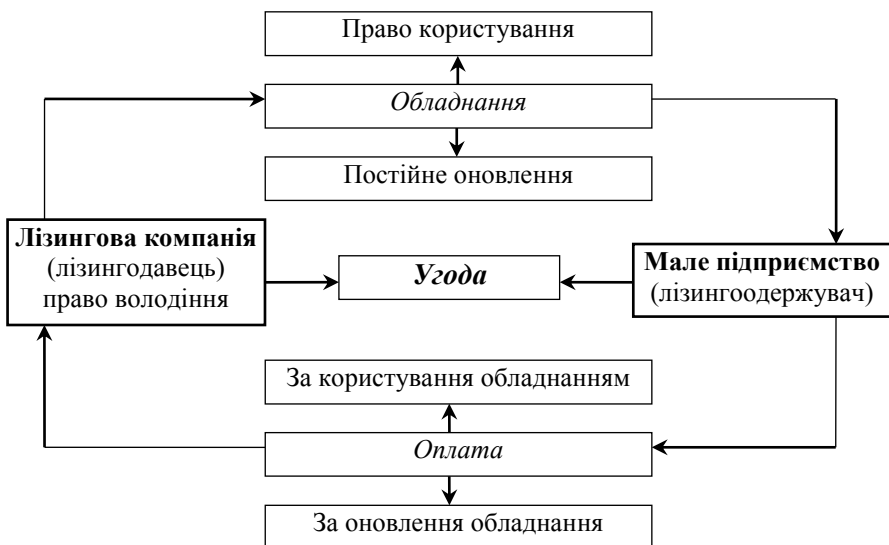 Право користування
Обладнання
Постійне оновлення
Лізингова компанія
(лізингодавець)
право володіння
Угода
Мале підприємство
(лізингоодержувач)
За користування обладнанням
Оплата
За оновлення обладнання